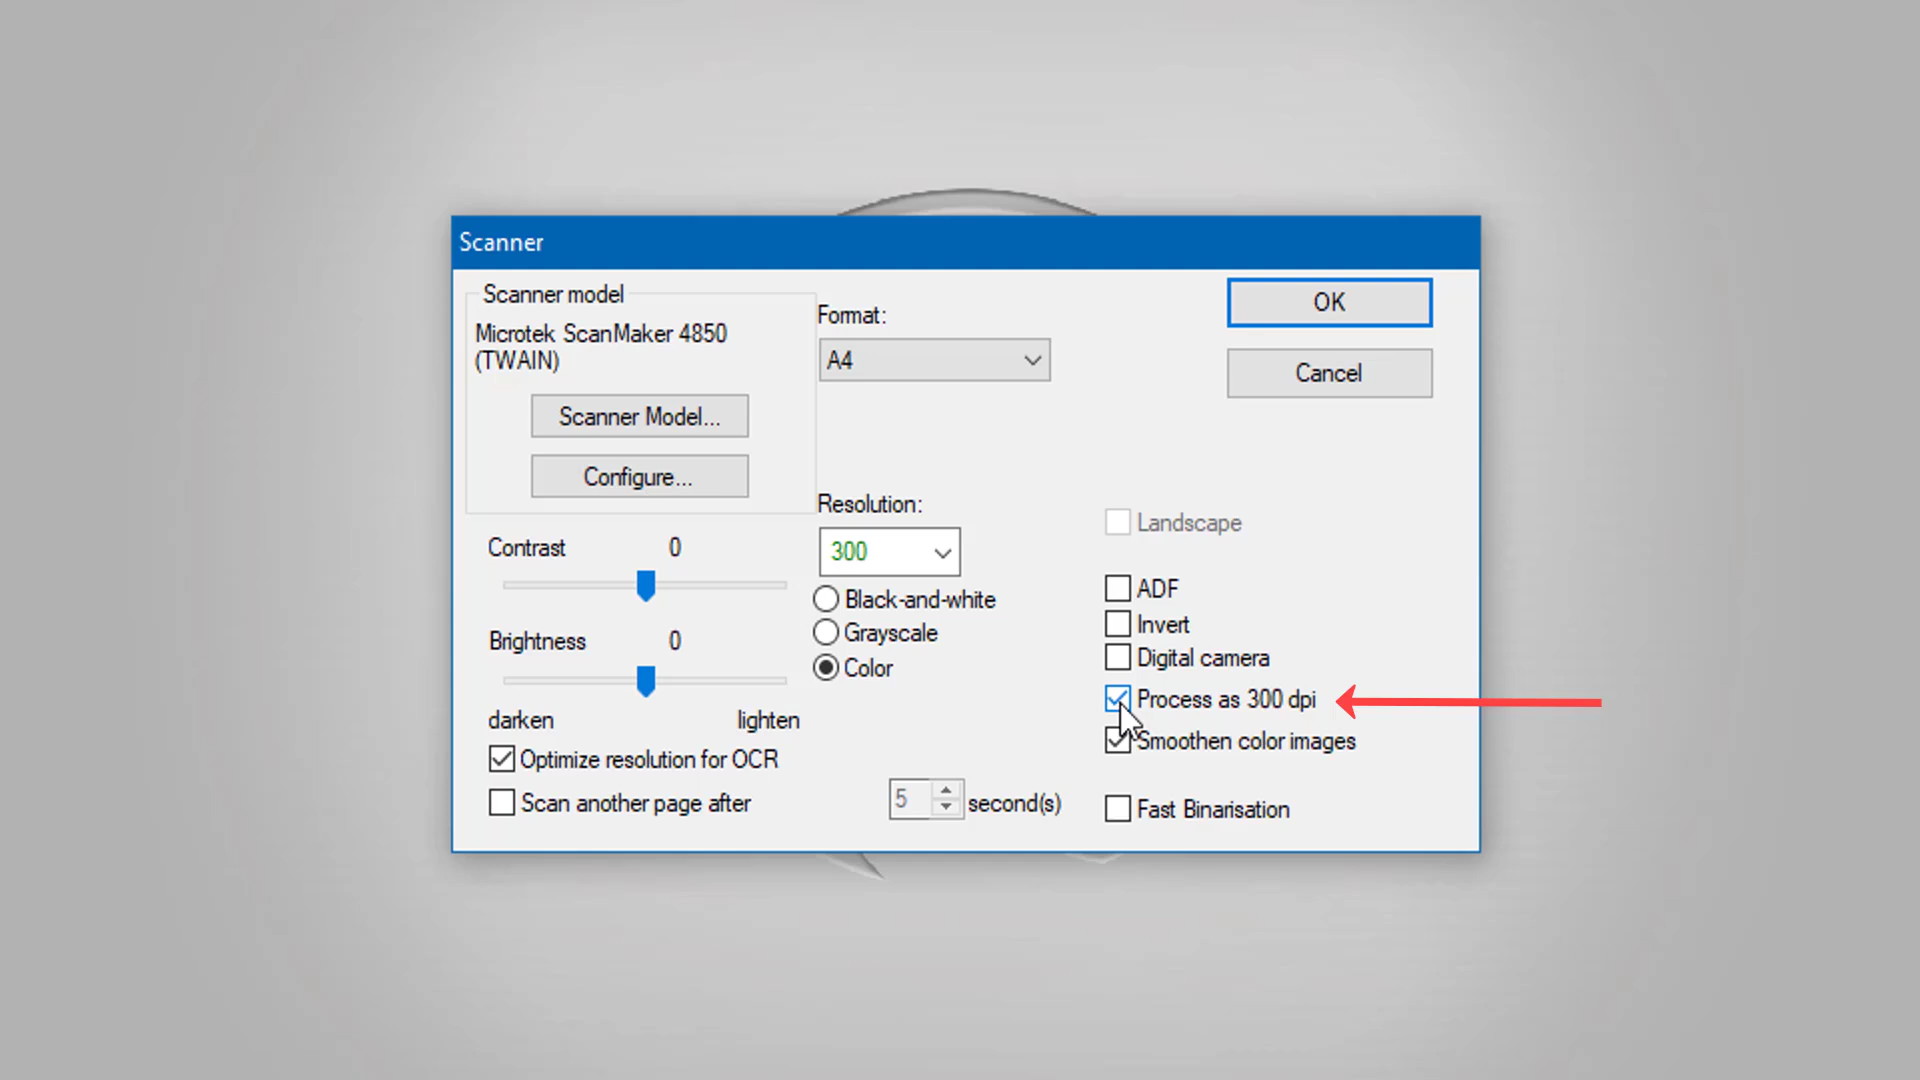 Scanner
Scanner model
Microtek ScanMaker 4850
(TWAIN)
Scanner Model...
Configure...
Format:
A4
OK
Cancel
Resolution:
300
Black-and-white
Grayscale
Color
Contrast 0
Brightness 0
darken lighten
Optimize resolution for OCR
Scan another page after 5 second(s)
Landscape
ADF
Invert
Digital camera
Process as 300 dpi
Smoothen color images
Fast Binarisation